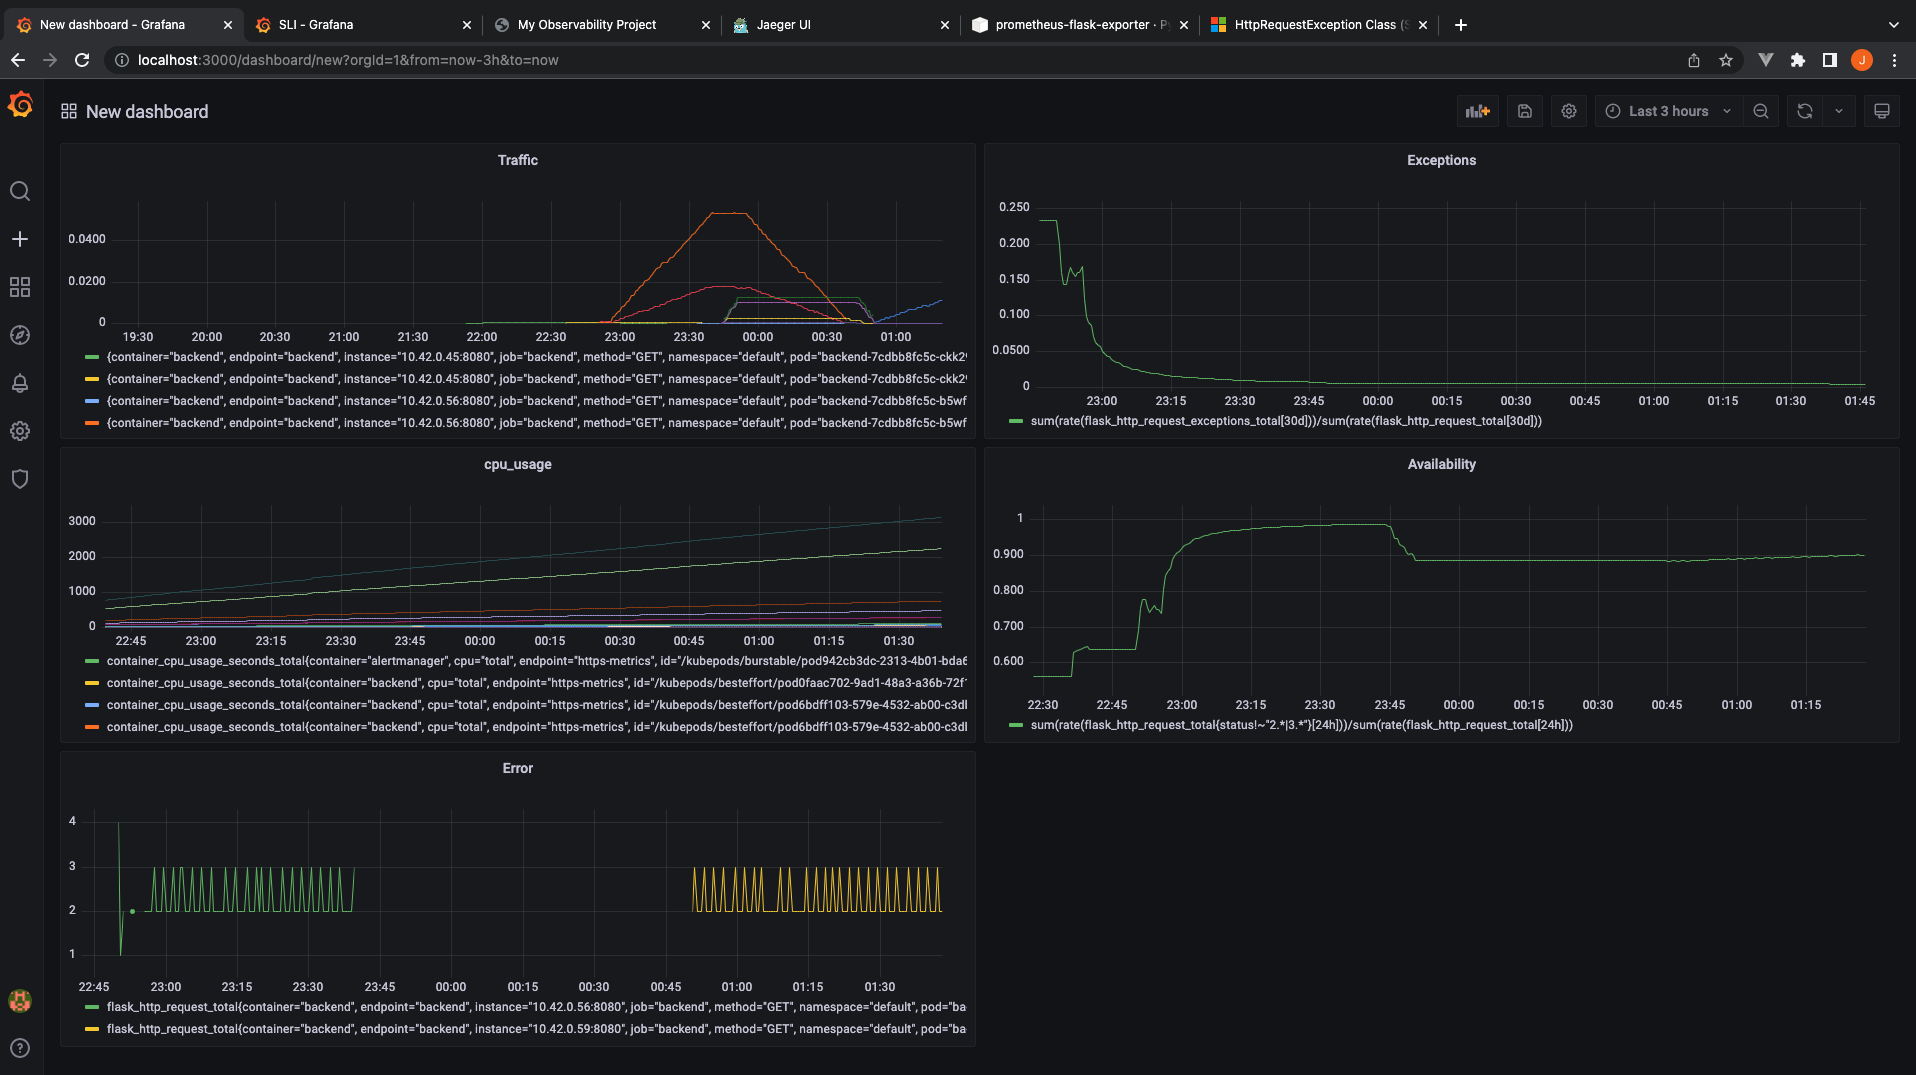 New dashboard - Grafana
SLI - Grafana
My Observability Project
Jaeger UI
prometheus-flask-exporter ·
HttpRequestException Class (
localhost:3000/dashboard/new?orgId=1&from=now-3h&to=now
J
New dashboard
Last 3 hours
Traffic
0.0400
0.0200
0
19:30 20:00 20:30 21:00 21:30 22:00 22:30 23:00 23:30 00:00 00:30 01:00
{container="backend", endpoint="backend", instance="10.42.0.45:8080", job="backend", method="GET", namespace="default", pod="backend-7cdbb8fc5c-ckk2
{container="backend", endpoint="backend", instance="10.42.0.45:8080", job="backend", method="GET", namespace="default", pod="backend-7cdbb8fc5c-ckk2
{container="backend", endpoint="backend", instance="10.42.0.56:8080", job="backend", method="GET", namespace="default", pod="backend-7cdbb8fc5c-b5wf
{container="backend", endpoint="backend", instance="10.42.0.56:8080", job="backend", method="GET", namespace="default", pod="backend-7cdbb8fc5c-b5wf
Exceptions
0.250
0.200
0.150
0.100
0.0500
0
23:00 23:15 23:30 23:45 00:00 00:15 00:30 00:45 01:00 01:15 01:30 01:45
sum(rate(flask_http_request_exceptions_total[30d]))/sum(rate(flask_http_request_total[30d]))
cpu_usage
3000
2000
1000
0
22:45 23:00 23:15 23:30 23:45 00:00 00:15 00:30 00:45 01:00 01:15 01:30
container_cpu_usage_seconds_total{container="alertmanager", cpu="total", endpoint="https-metrics", id="/kubepods/burstable/pod942cb3dc-2313-4b01-bda6
container_cpu_usage_seconds_total{container="backend", cpu="total", endpoint="https-metrics", id="/kubepods/besteffort/pod0faac702-9ad1-48a3-a36b-72f
container_cpu_usage_seconds_total{container="backend", cpu="total", endpoint="https-metrics", id="/kubepods/besteffort/pod6bdff103-579e-4532-ab00-c3d
container_cpu_usage_seconds_total{container="backend", cpu="total", endpoint="https-metrics", id="/kubepods/besteffort/pod6bdff103-579e-4532-ab00-c3d
Availability
1
0.900
0.800
0.700
0.600
22:30 22:45 23:00 23:15 23:30 23:45 00:00 00:15 00:30 00:45 01:00 01:15
sum(rate(flask_http_request_total{status!~"2.*|3.*"}[24h]))/sum(rate(flask_http_request_total[24h]))
Error
4
3
2
1
22:45 23:00 23:15 23:30 23:45 00:00 00:15 00:30 00:45 01:00 01:15 01:30
flask_http_request_total{container="backend", endpoint="backend", instance="10.42.0.56:8080", job="backend", method="GET", namespace="default", pod="ba
flask_http_request_total{container="backend", endpoint="backend", instance="10.42.0.59:8080", job="backend", method="GET", namespace="default", pod="ba